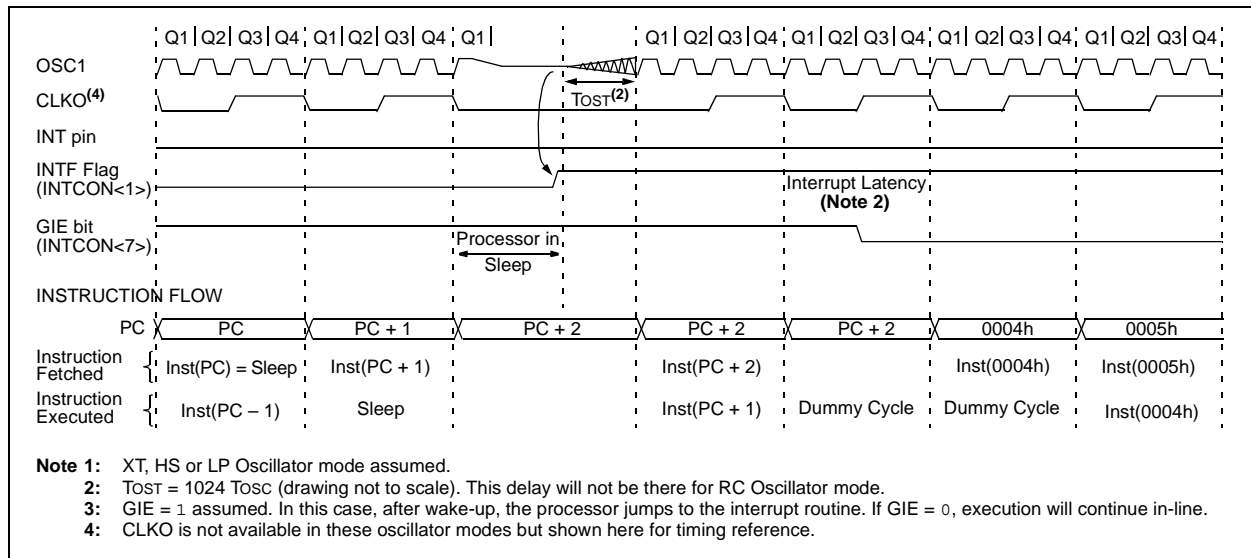 Q1 Q2 Q3 Q4 Q1 Q2 Q3 Q4 Q1 Q1 Q2 Q3 Q4 Q1 Q2 Q3 Q4 Q1 Q2 Q3 Q4 Q1 Q2 Q3 Q4
OSC1
CLKO(4) TOST(2)
INT pin
INTF Flag
(INTCON<1>) Interrupt Latency
(Note 2)
GIE bit
(INTCON<7>) Processor in
Sleep
INSTRUCTION FLOW
PC PC PC + 1 PC + 2 PC + 2 PC + 2 0004h 0005h
Instruction
Fetched { Inst(PC) = Sleep Inst(PC + 1) Inst(PC + 2) Inst(0004h) Inst(0005h)
Instruction
Executed { Inst(PC – 1) Sleep Inst(PC + 1) Dummy Cycle Dummy Cycle Inst(0004h)
Note 1: XT, HS or LP Oscillator mode assumed.
2: TOST = 1024 TOSC (drawing not to scale). This delay will not be there for RC Oscillator mode.
3: GIE = 1 assumed. In this case, after wake-up, the processor jumps to the interrupt routine. If GIE = 0, execution will continue in-line.
4: CLKO is not available in these oscillator modes but shown here for timing reference.